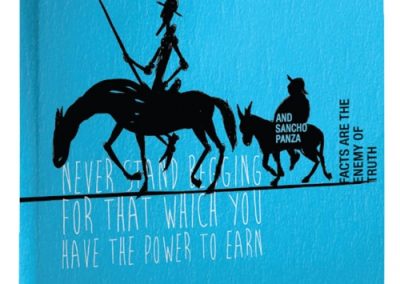 AND
SANCHO
PANZA
FACTS ARE THE
ENEMY OF
TRUTH
NEVER STAND BEGGING
FOR THAT WHICH YOU
HAVE THE POWER TO EARN